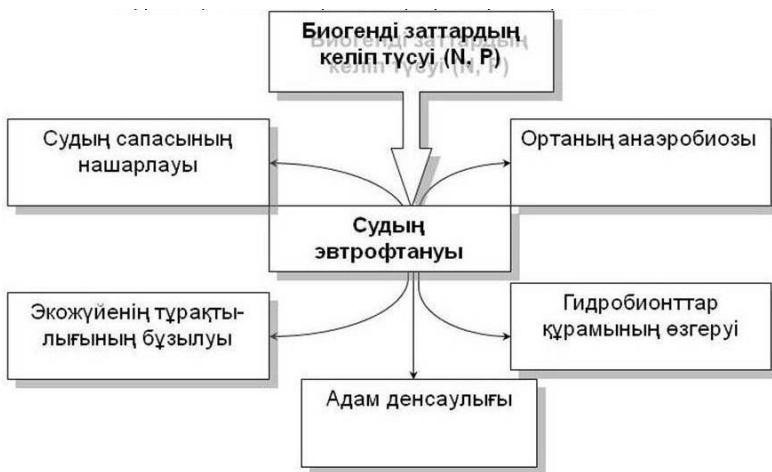 Биогенді заттардың
келіп түсуі (N, P)
Судың сапасының
нашарлауы
Ортаның анаэробиозы
Судың
эвтрофтануы
Экожүйенің тұрақты-
лығының бұзылуы
Гидробионттар
құрамының өзгеруі
Адам денсаулығы